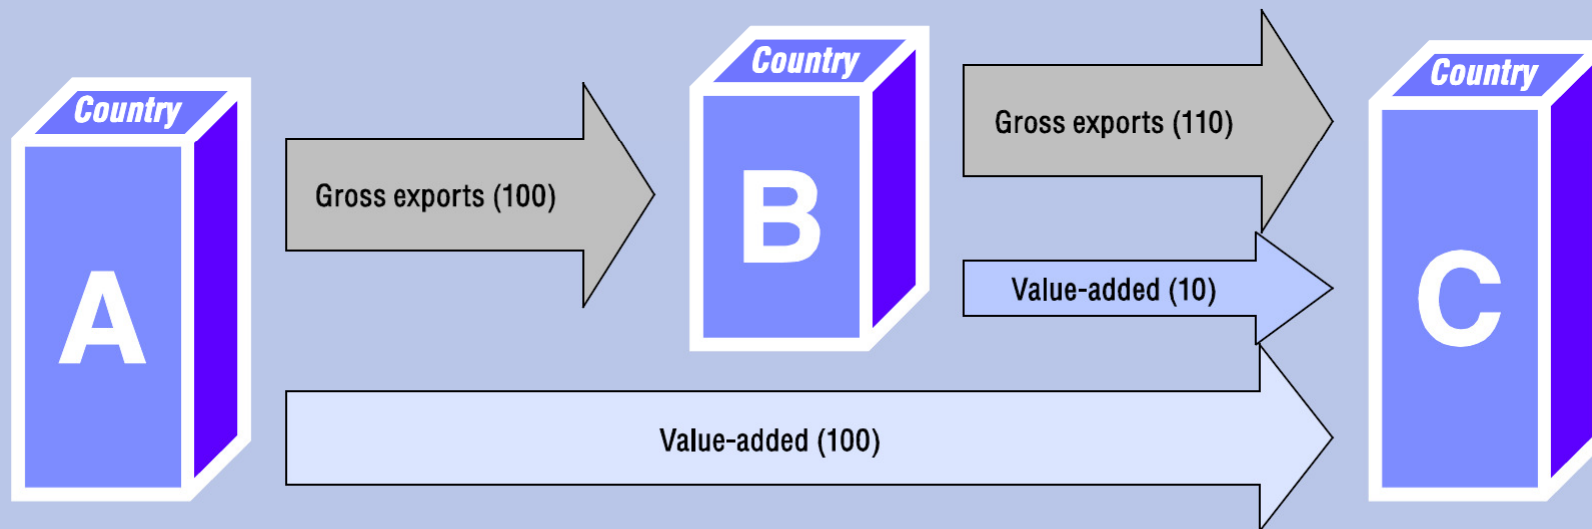 Country
A
Gross exports (100)
Country
B
Gross exports (110)
Value-added (10)
Value-added (100)
Country
C